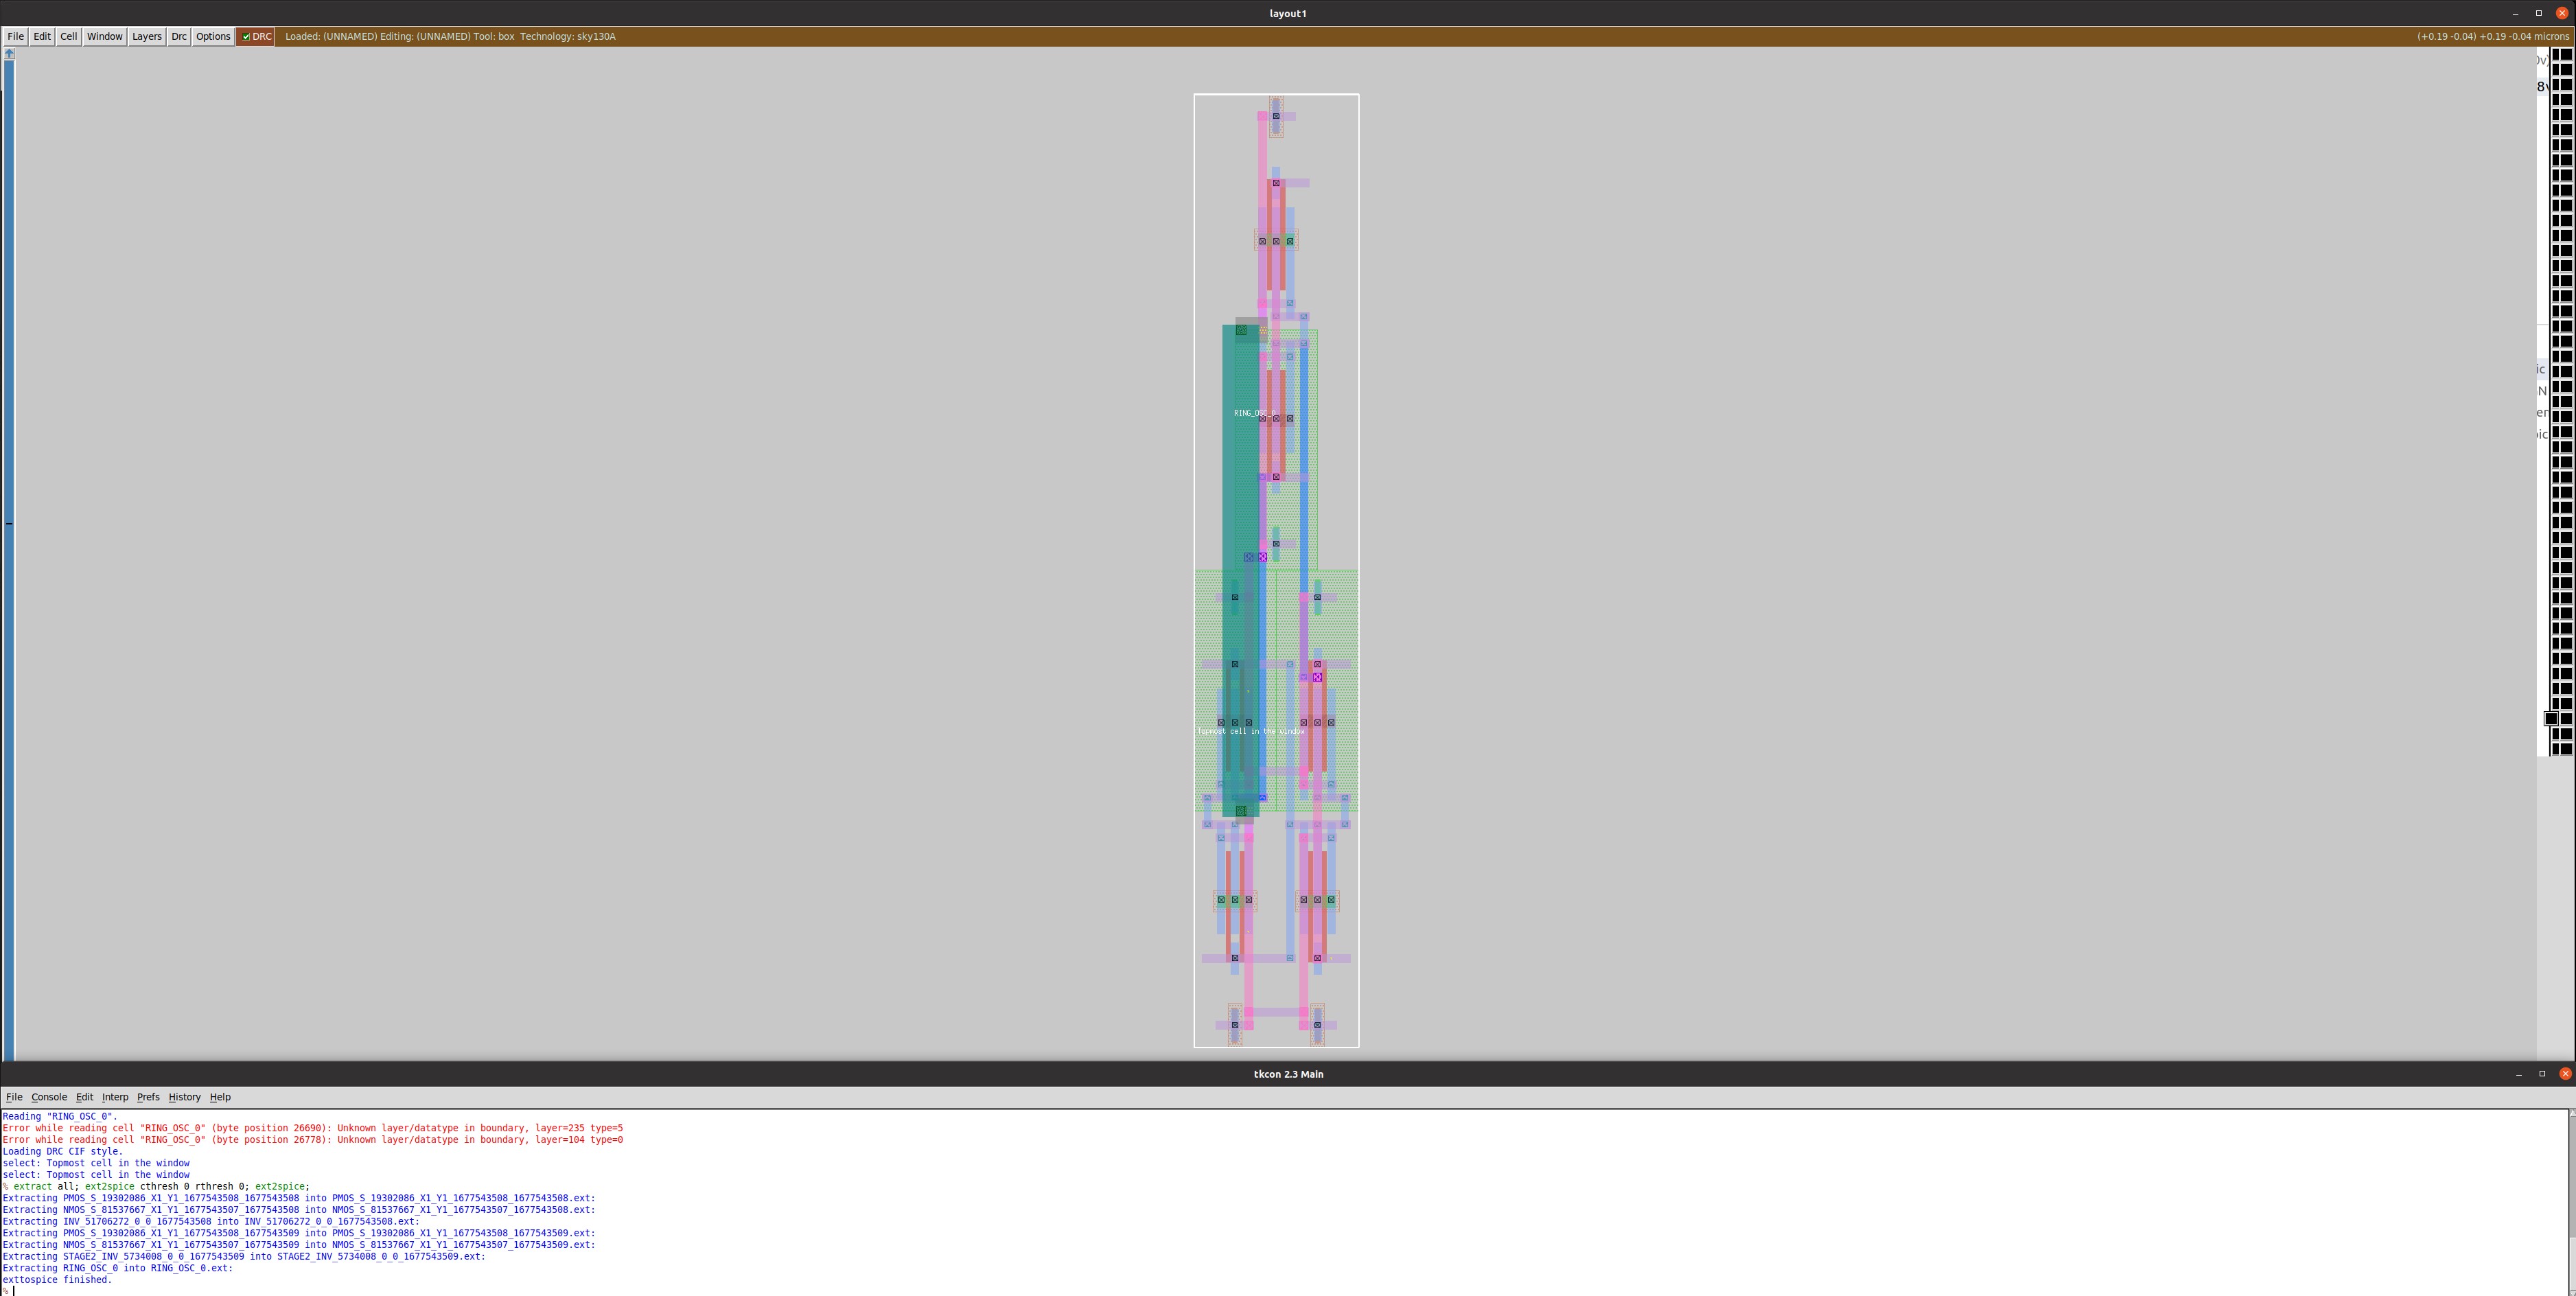 layout1
File Edit Cell Window Layers Drc Options DRC Loaded: (UNNAMED) Editing: (UNNAMED) Tool: box Technology: sky130A (+0.19 -0.04) +0.19 -0.04 microns
RING_OSC_0
Topmost cell in the window
tkcon 2.3 Main
File Console Edit Interp Prefs History Help
Reading "RING_OSC_0".
Error while reading cell "RING_OSC_0" (byte position 26690): Unknown layer/datatype in boundary, layer=235 type=5
Error while reading cell "RING_OSC_0" (byte position 26778): Unknown layer/datatype in boundary, layer=104 type=0
Loading DRC CIF style.
select: Topmost cell in the window
select: Topmost cell in the window
% extract all; ext2spice cthresh 0 rthresh 0; ext2spice;
Extracting PMOS_S_19302086_X1_Y1_1677543508_1677543508 into PMOS_S_19302086_X1_Y1_1677543508_1677543508.ext:
Extracting NMOS_S_81537667_X1_Y1_1677543507_1677543508 into NMOS_S_81537667_X1_Y1_1677543507_1677543508.ext:
Extracting INV_51706272_0_0_1677543508 into INV_51706272_0_0_1677543508.ext:
Extracting PMOS_S_19302086_X1_Y1_1677543508_1677543509 into PMOS_S_19302086_X1_Y1_1677543508_1677543509.ext:
Extracting NMOS_S_81537667_X1_Y1_1677543507_1677543509 into NMOS_S_81537667_X1_Y1_1677543507_1677543509.ext:
Extracting STAGE2_INV_5734008_0_0_1677543509 into STAGE2_INV_5734008_0_0_1677543509.ext:
Extracting RING_OSC_0 into RING_OSC_0.ext:
exttospice finished.
%